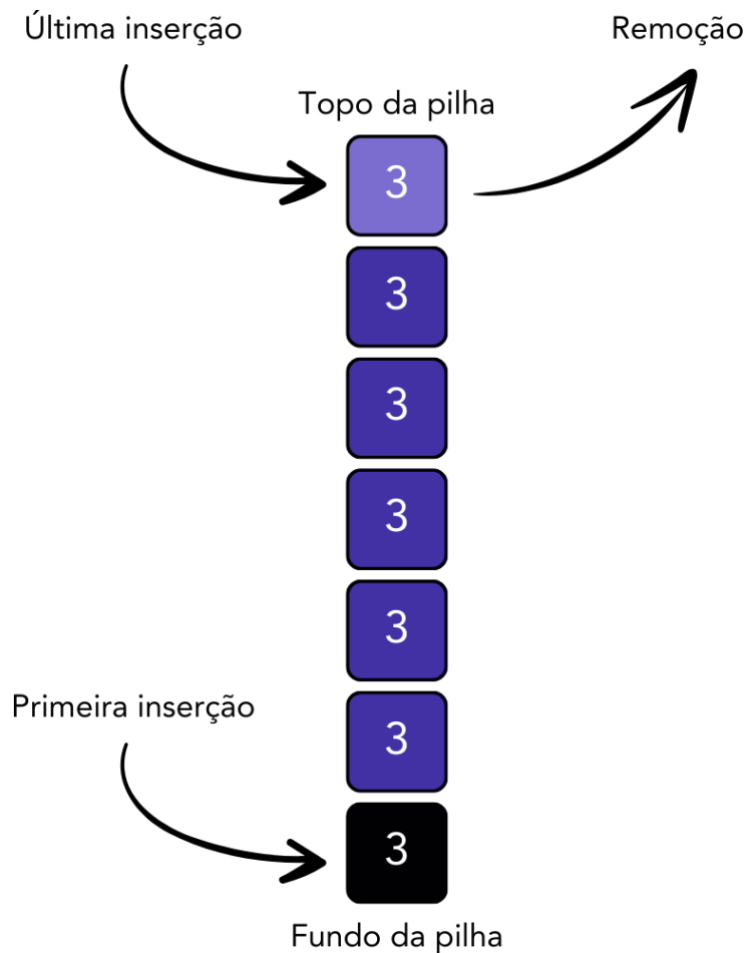 Última inserção
Remoção
Topo da pilha
3
3
3
3
3
3
Primeira inserção
3
Fundo da pilha